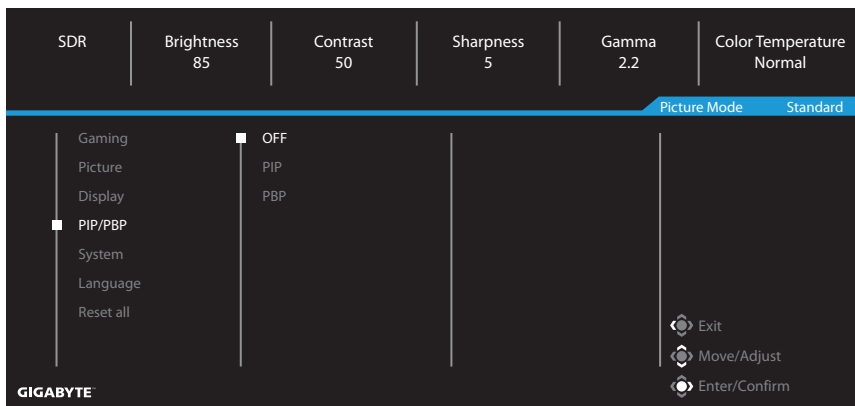 SDR Brightness Contrast Sharpness Gamma Color Temperature
85 50 5 2.2 Normal
Picture Mode Standard
Gaming OFF
Picture PIP
Display PBP
PIP/PBP
System
Language
Reset all
Exit
Move/Adjust
GIGABYTE™ Enter/Confirm